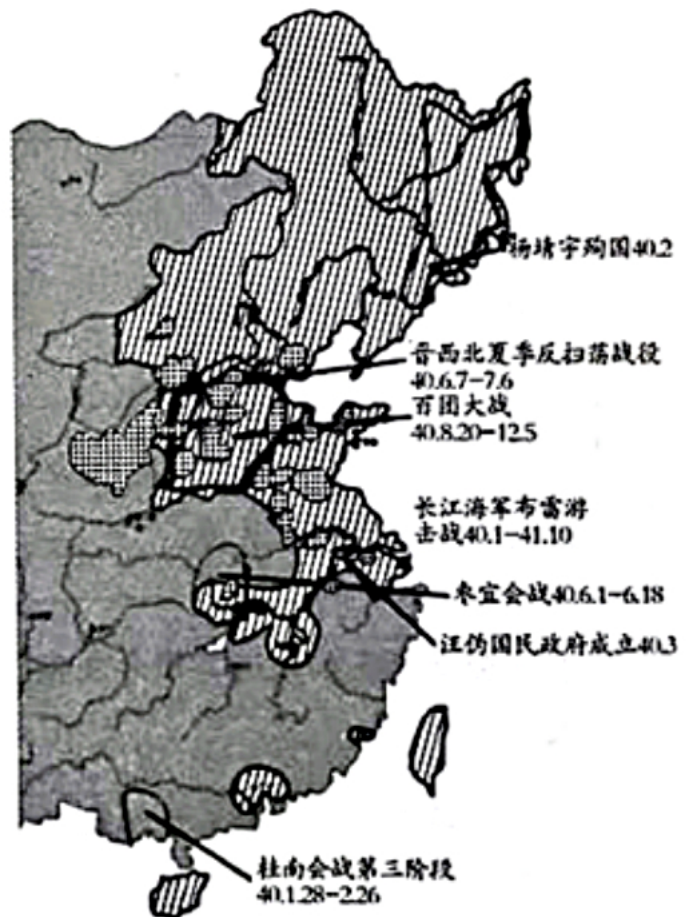 杨靖宇殉国40.2
晋西北夏季反扫荡战役
40.6.7-7.6
百团大战
40.8.20-12.5
长江海军布雷游
击战40.1-41.10
枣宜会战40.6.1-6.18
汪伪国民政府成立40.3
桂南会战第三阶段
40.1.28-2.26